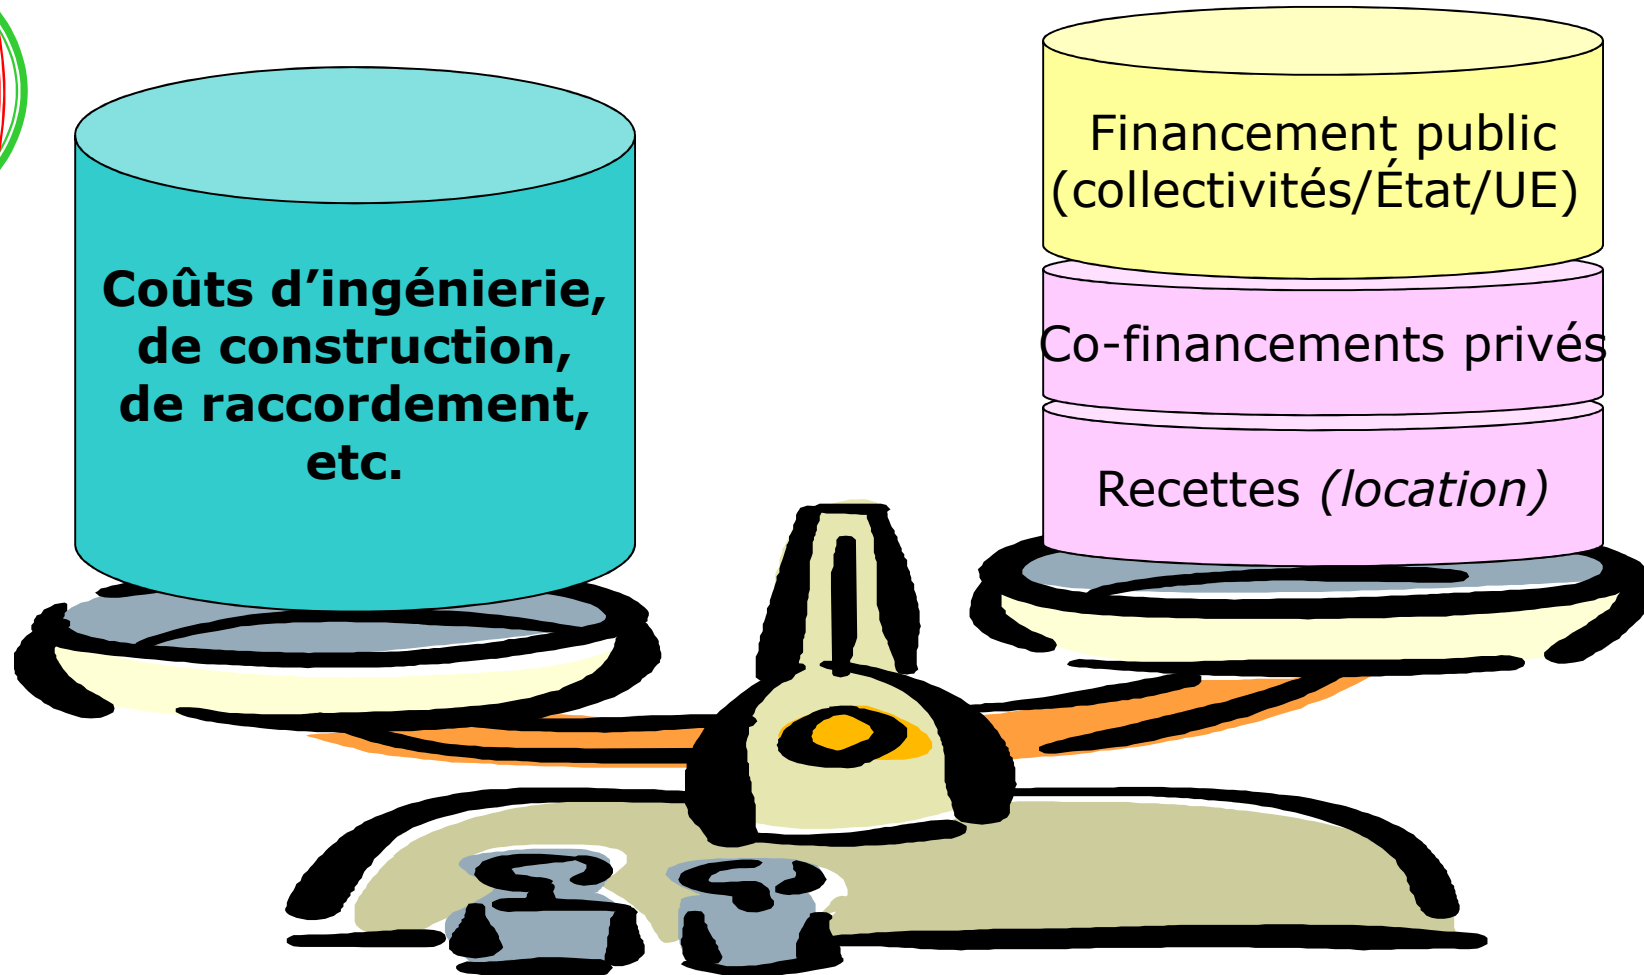 Coûts d’ingénierie,
de construction,
de raccordement,
etc.
Financement public
(collectivités/État/UE)
Co-financements privés
Recettes (location)